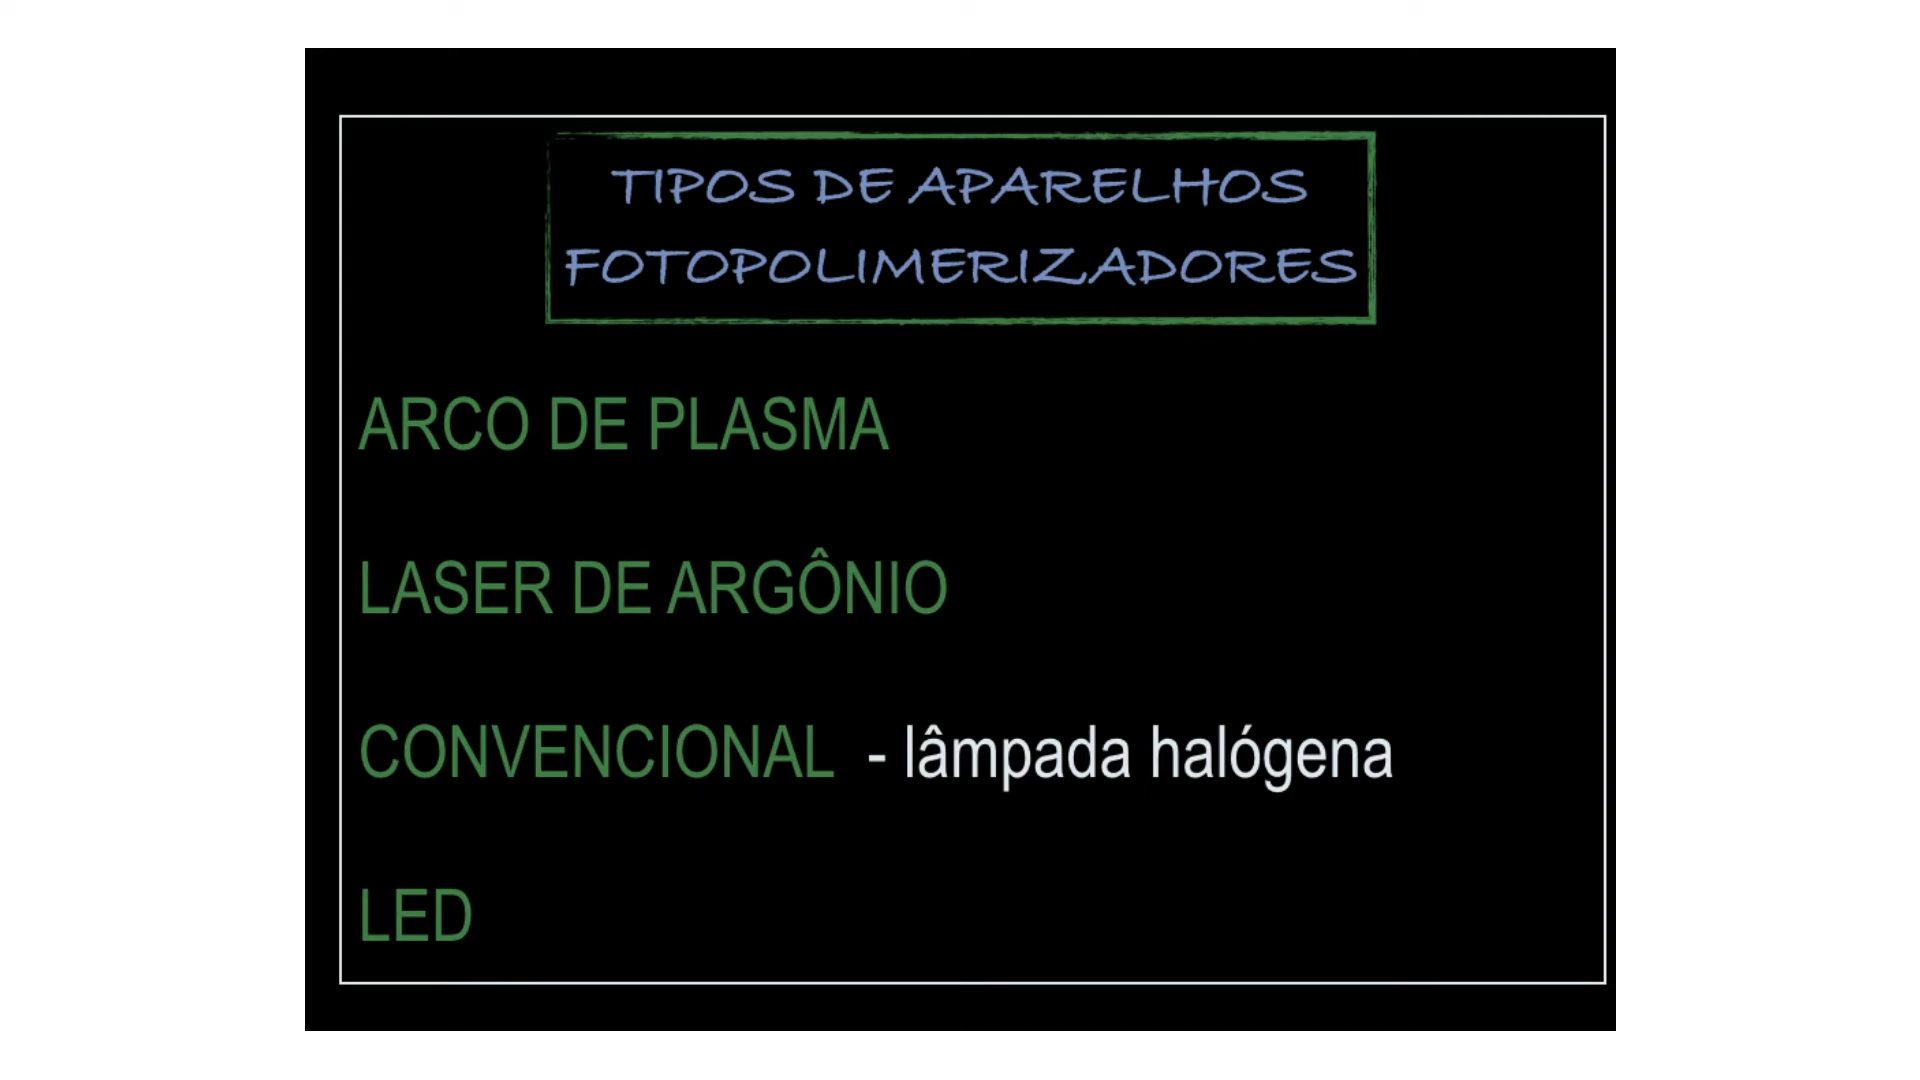 TIPOS DE APARELHOS
FOTOPOLIMERIZADORES
ARCO DE PLASMA
LASER DE ARGÔNIO
CONVENCIONAL - lâmpada halógena
LED